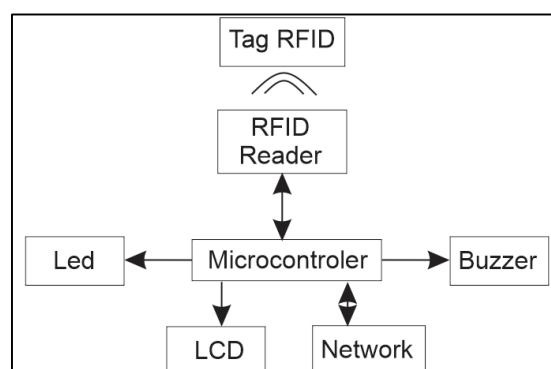 Tag RFID
RFID
Reader
Led
Microcontroler
Buzzer
LCD
Network